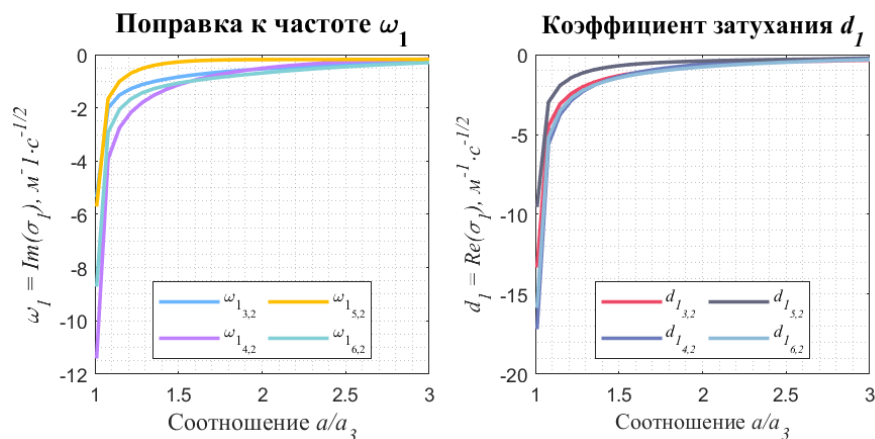 Поправка к частоте ω₁
0
-2
-4
-6
-8
-10
-12
1
1.5
2
2.5
3
ω₁ = Im(σ₁), м⁻1·с⁻¹/²
Соотношение a/a₃
ω₁₃,₂
ω₁₅,₂
ω₁₄,₂
ω₁₆,₂
Коэффициент затухания d₁
0
-5
-10
-15
-20
1
1.5
2
2.5
3
d₁ = Re(σ₁), м⁻¹·с⁻¹/²
Соотношение a/a₃
d₁₃,₂
d₁₅,₂
d₁₄,₂
d₁₆,₂